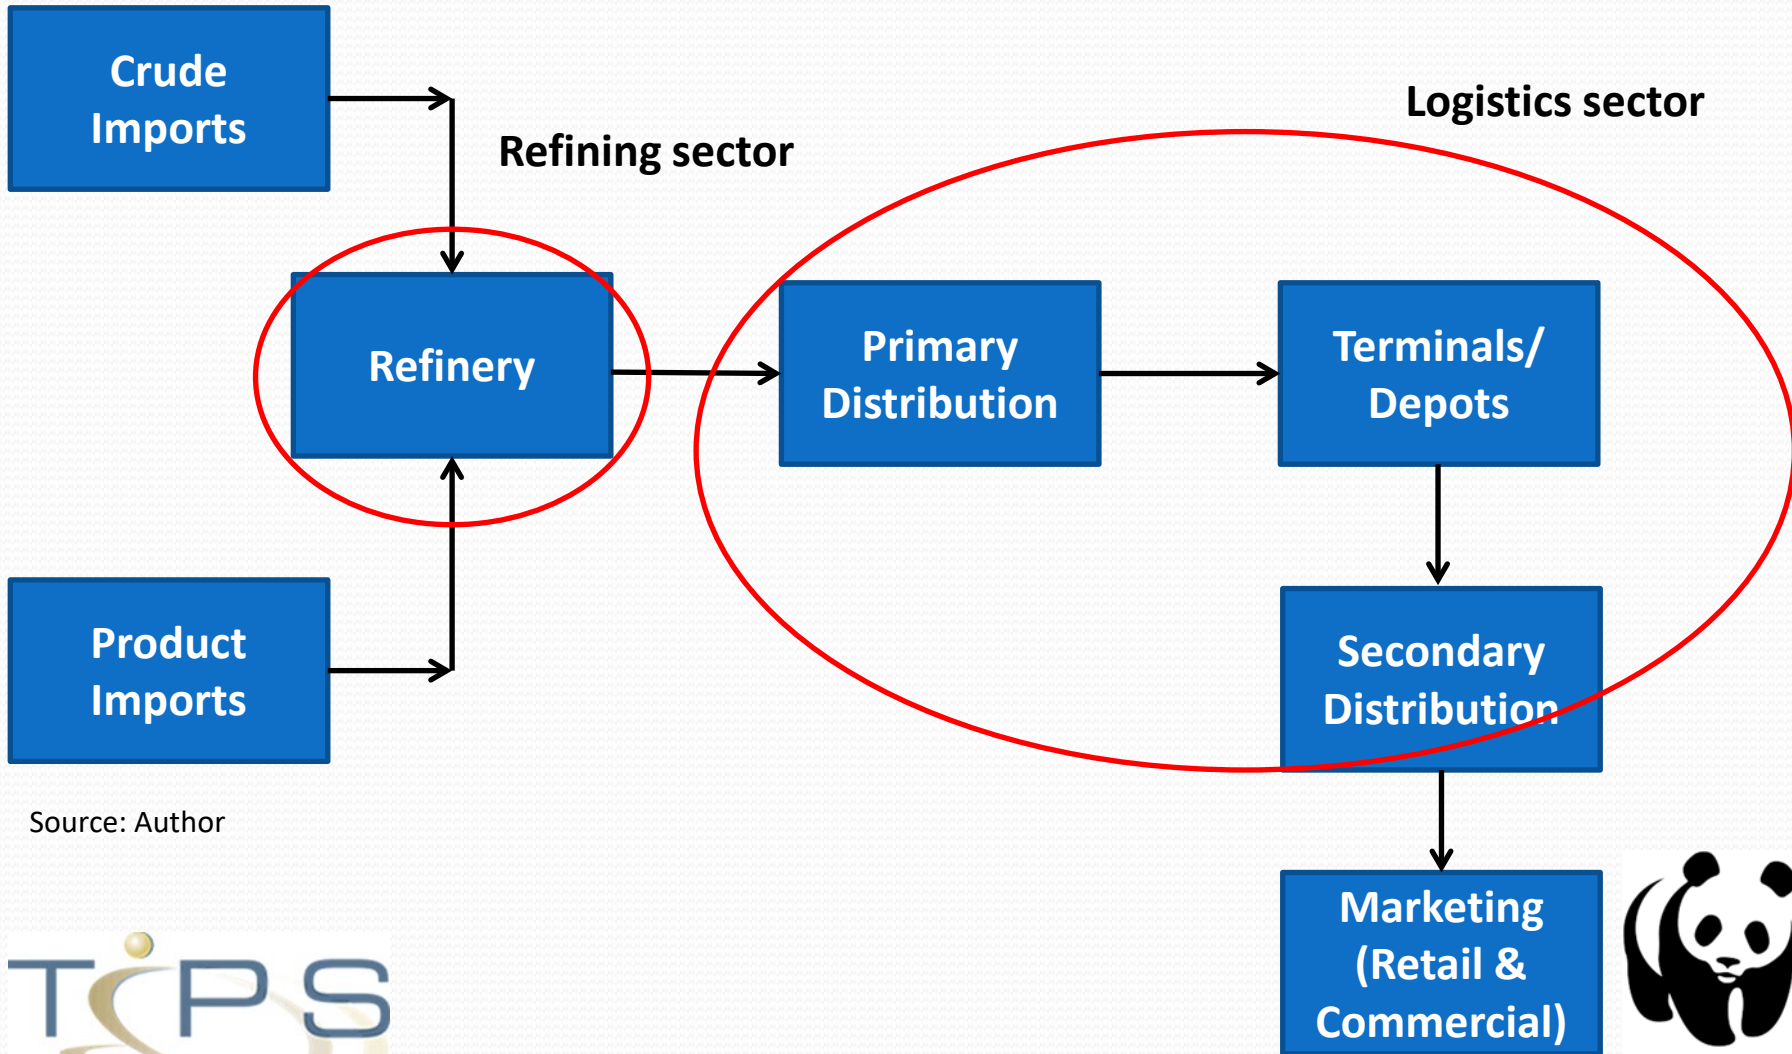 Crude
Imports
Logistics sector
Refining sector
Refinery
Primary
Distribution
Terminals/
Depots
Product
Imports
Secondary
Distribution
Source: Author
Marketing
(Retail &
Commercial)
TIPS